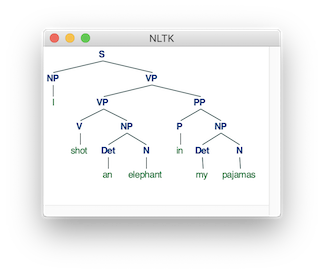 NLTK
S
NP VP
I VP PP
V NP P NP
shot Det N in Det N
an elephant my pajamas